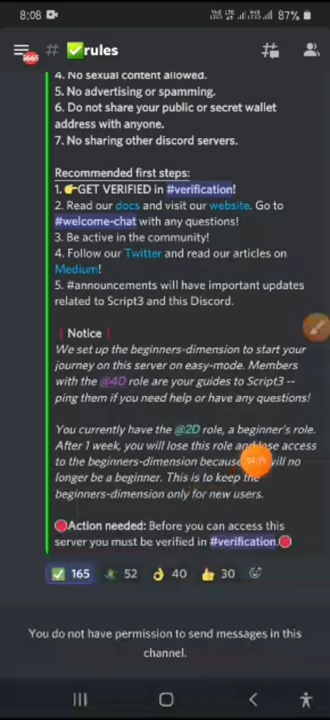 8:08 87%
# ✅rules
4. No sexual content allowed.
5. No advertising or spamming.
6. Do not share your public or secret wallet
address with anyone.
7. No sharing other discord servers.
Recommended first steps:
1. 👉GET VERIFIED in #verification!
2. Read our docs and visit our website. Go to
#welcome-chat with any questions!
3. Be active in the community!
4. Follow our Twitter and read our articles on
Medium!
5. #announcements will have important updates
related to Script3 and this Discord.
❗Notice❗
We set up the beginners-dimension to start your
journey on this server on easy-mode. Members
with the @4D role are your guides to Script3 --
ping them if you need help or have any questions!
You currently have the @2D role, a beginner's role.
After 1 week, you will lose this role and lose access
to the beginners-dimension because will no
longer be a beginner. This is to keep the
beginners-dimension only for new users.
🔴Action needed: Before you can access this
server you must be verified in #verification.🔴
✅ 165 52 👌 40 👍 30
You do not have permission to send messages in this
channel.